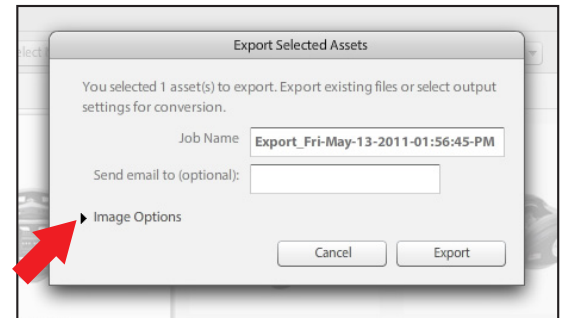 Export Selected Assets
You selected 1 asset(s) to export. Export existing files or select output
settings for conversion.
Job Name
Export_Fri-May-13-2011-01:56:45-PM
Send email to (optional):
Image Options
Cancel
Export